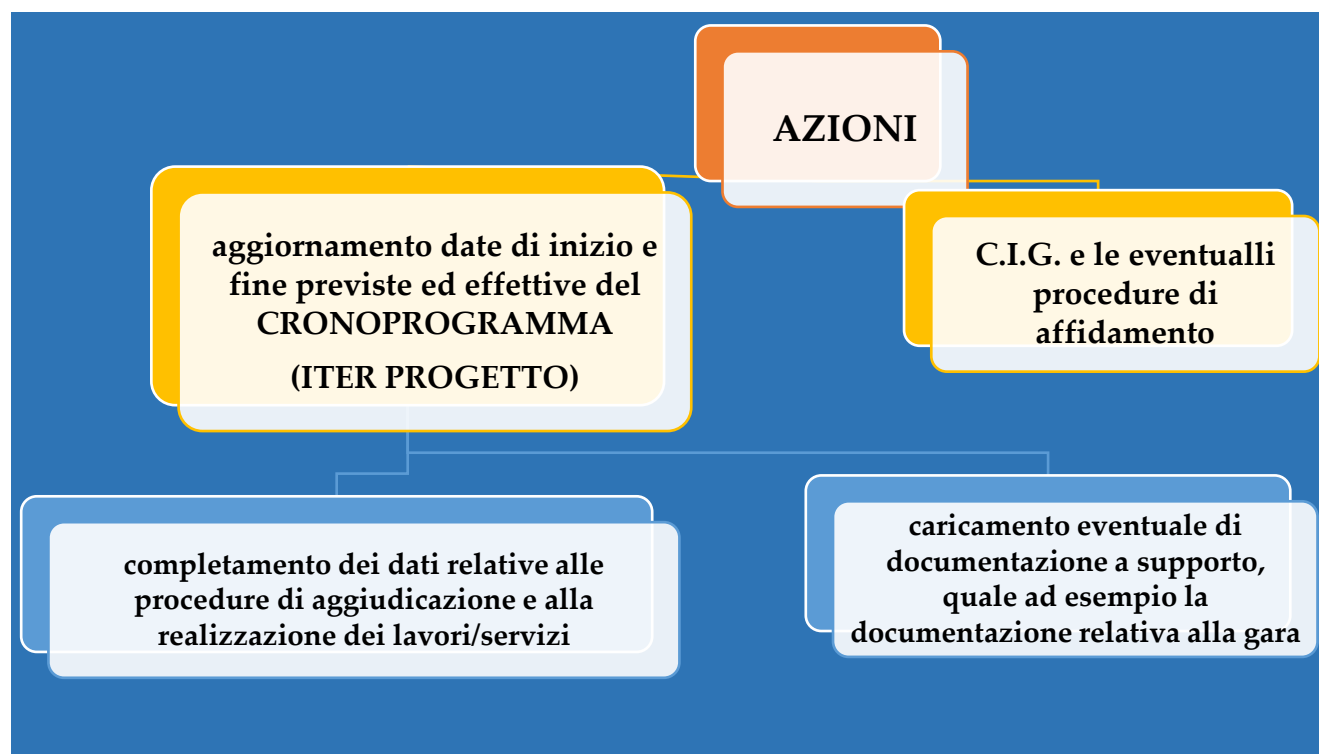 AZIONI
aggiornamento date di inizio e
fine previste ed effettive del
CRONOPROGRAMMA
(ITER PROGETTO)
C.I.G. e le eventualli
procedure di
affidamento
completamento dei dati relative alle
procedure di aggiudicazione e alla
realizzazione dei lavori/servizi
caricamento eventuale di
documentazione a supporto,
quale ad esempio la
documentazione relativa alla gara